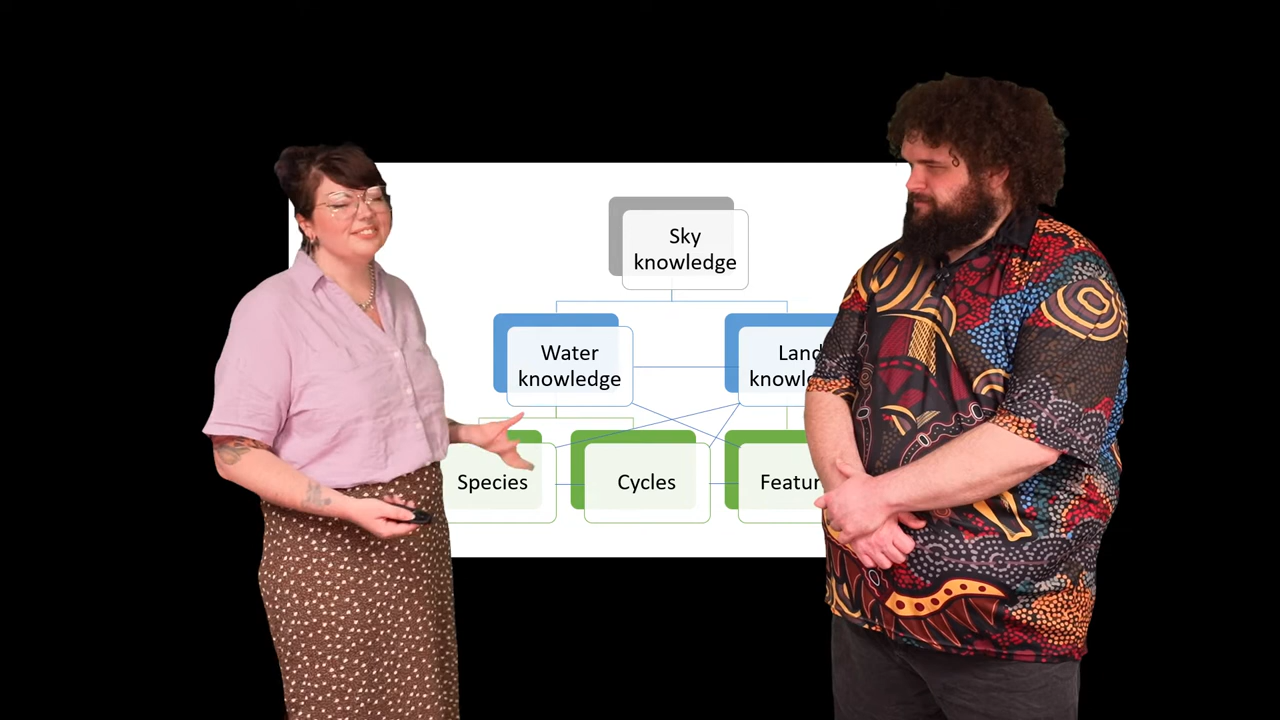 Sky
knowledge
Water
knowledge
Land
Species
Cycles